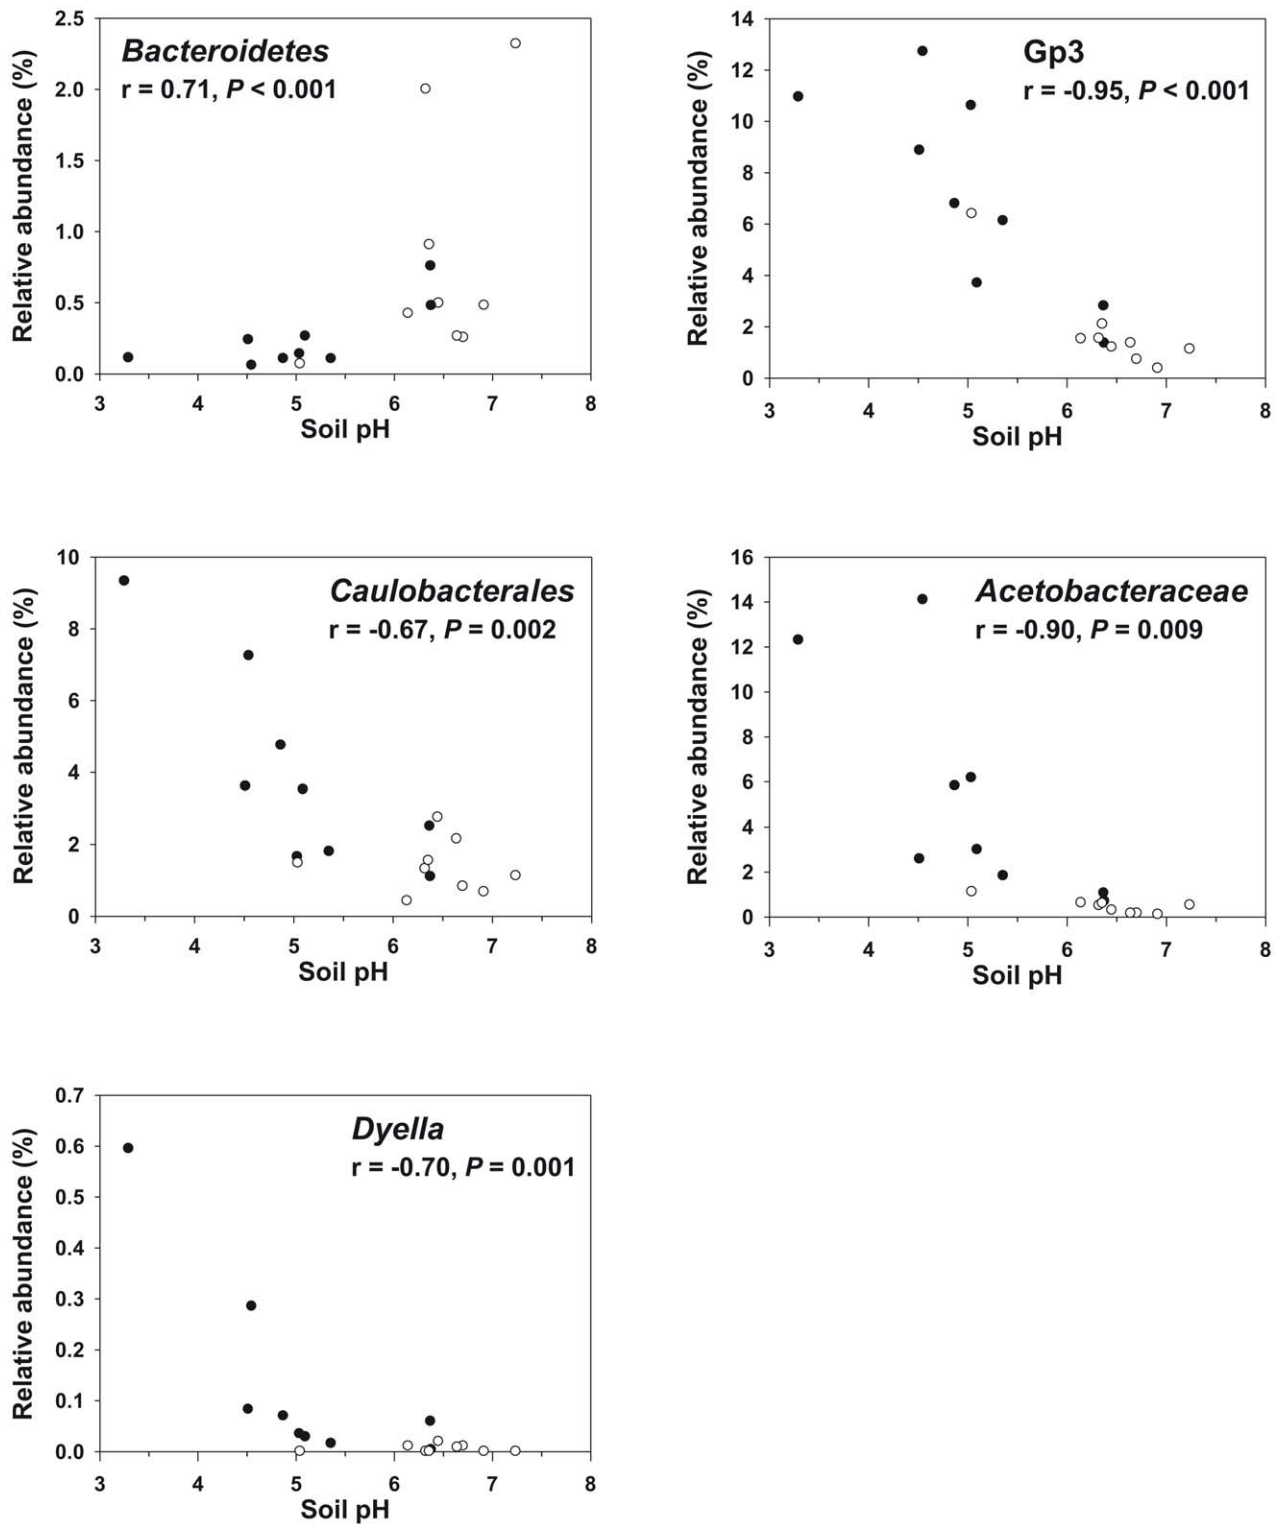 Bacteroidetes
r = 0.71, P < 0.001
Relative abundance (%)
2.5
2.0
1.5
1.0
0.5
0.0
3 4 5 6 7 8
Soil pH
Gp3
r = -0.95, P < 0.001
Relative abundance (%)
14
12
10
8
6
4
2
0
3 4 5 6 7 8
Soil pH
Caulobacterales
r = -0.67, P = 0.002
Relative abundance (%)
10
8
6
4
2
0
3 4 5 6 7 8
Soil pH
Acetobacteraceae
r = -0.90, P = 0.009
Relative abundance (%)
16
14
12
10
8
6
4
2
0
3 4 5 6 7 8
Soil pH
Dyella
r = -0.70, P = 0.001
Relative abundance (%)
0.7
0.6
0.5
0.4
0.3
0.2
0.1
0.0
3 4 5 6 7 8
Soil pH